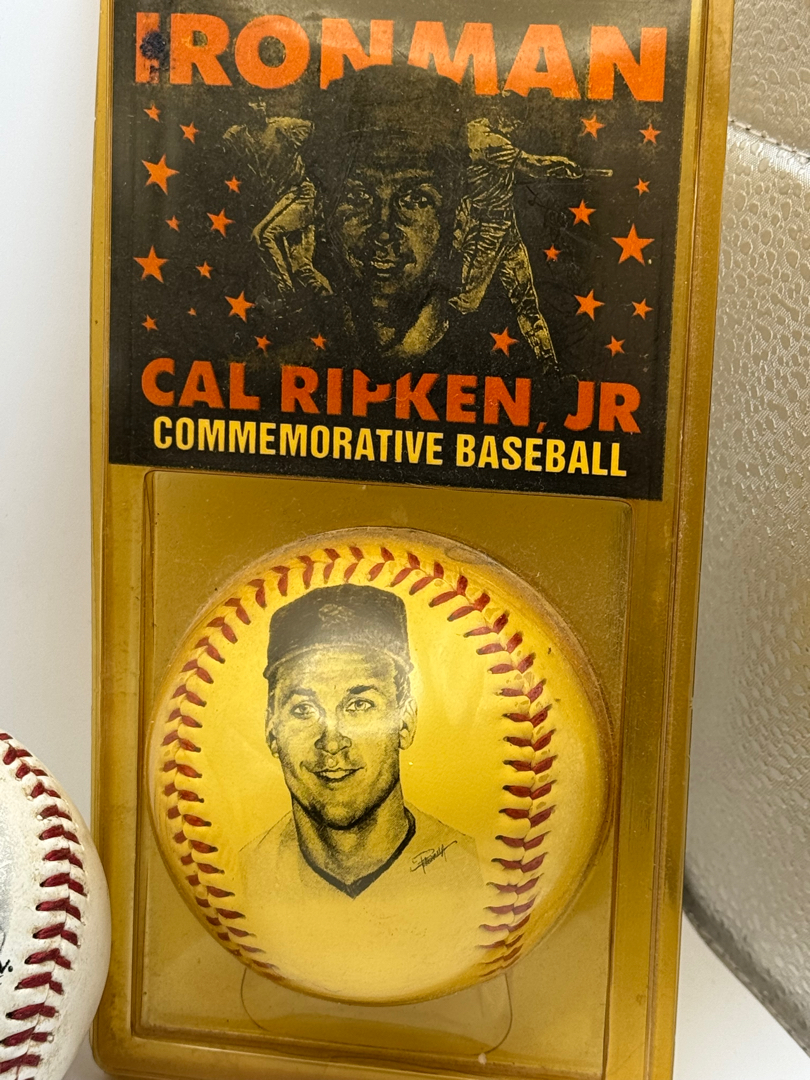 IRONMAN
CAL RIPKEN, JR
COMMEMORATIVE BASEBALL